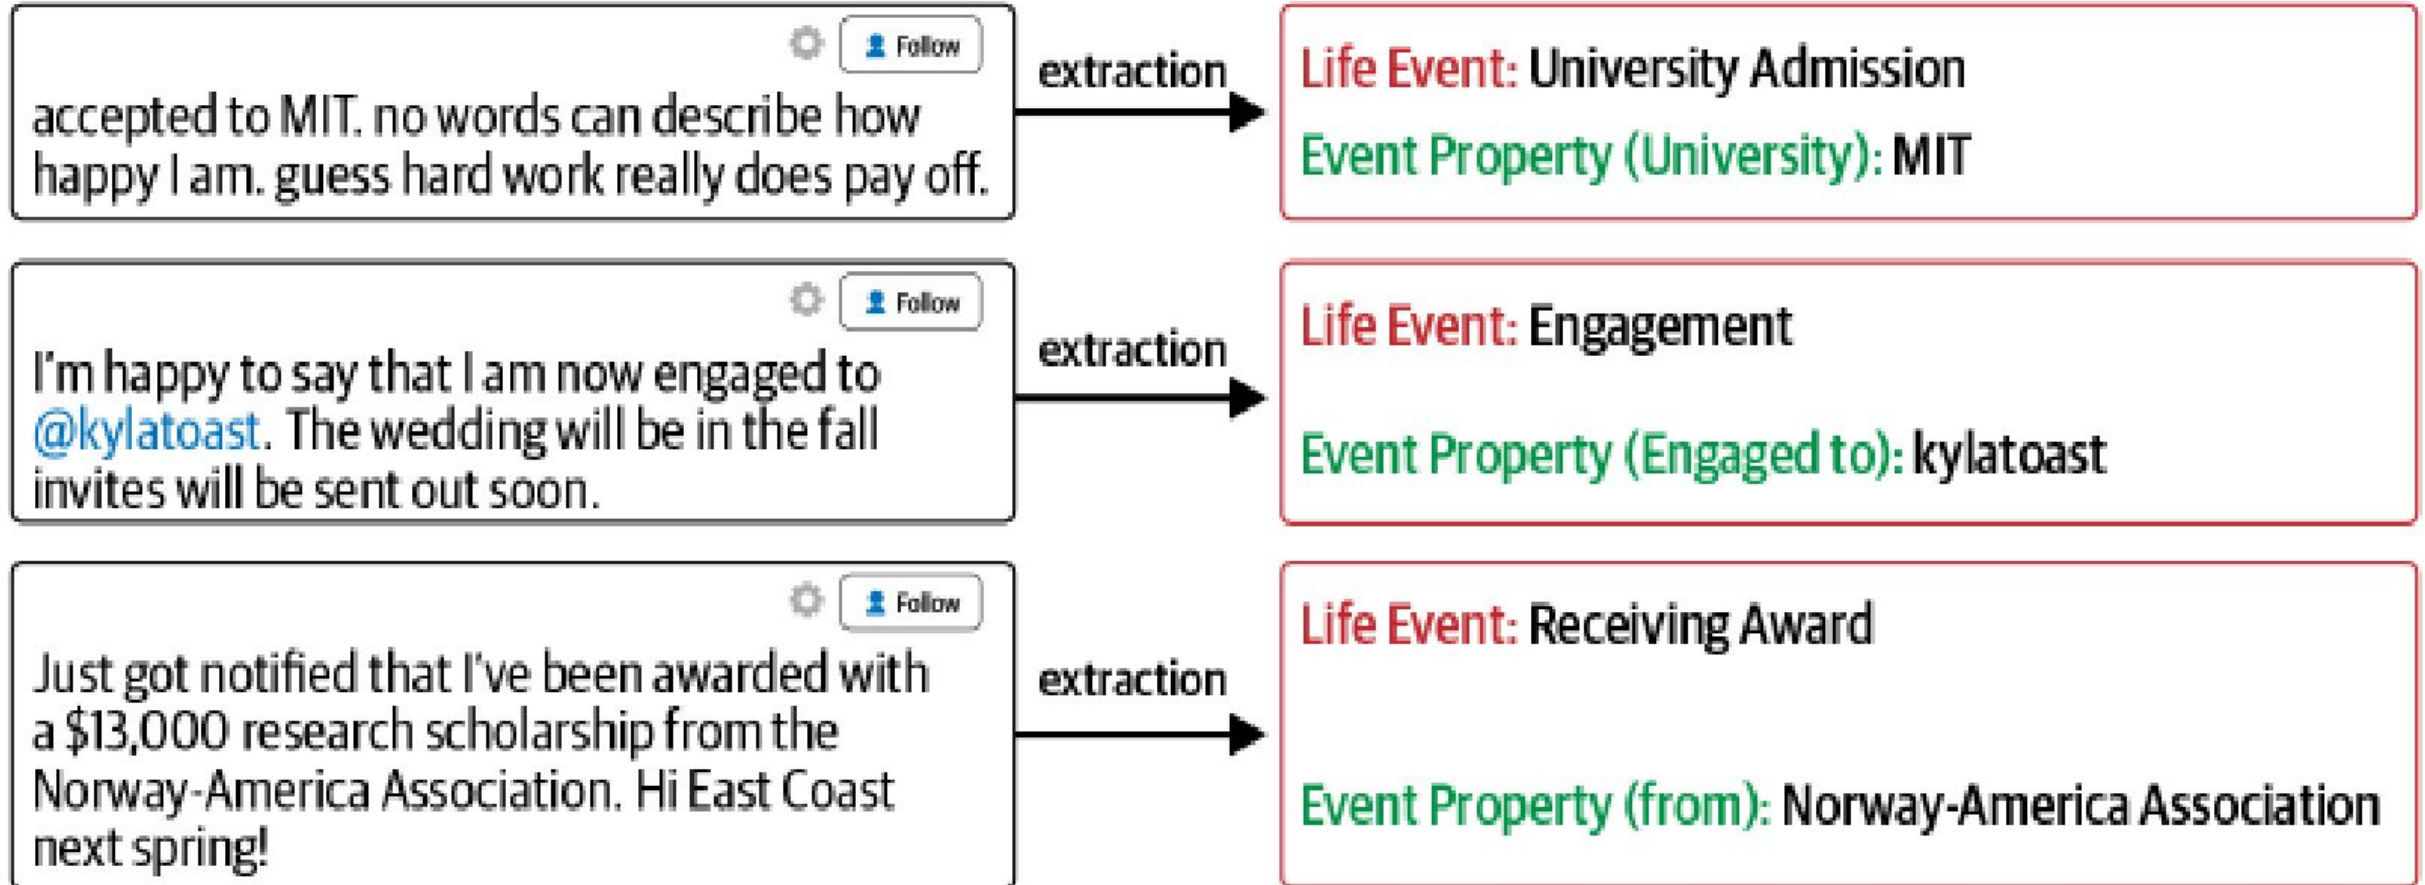 Follow
accepted to MIT. no words can describe how
happy I am. guess hard work really does pay off.
extraction
Life Event: University Admission
Event Property (University): MIT
Follow
I'm happy to say that I am now engaged to
@kylatoast. The wedding will be in the fall
invites will be sent out soon.
extraction
Life Event: Engagement
Event Property (Engaged to): kylatoast
Follow
Just got notified that I've been awarded with
a $13,000 research scholarship from the
Norway-America Association. Hi East Coast
next spring!
extraction
Life Event: Receiving Award
Event Property (from): Norway-America Association